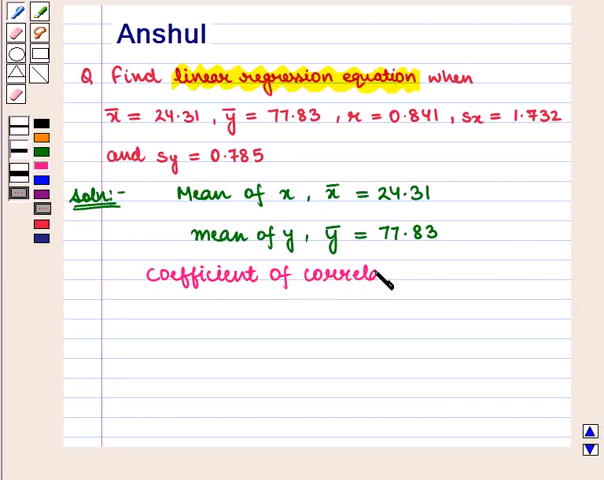 Anshul
Q Find linear regression equation when
x̅ = 24.31 , y̅ = 77.83 , r = 0.841 , sx = 1.732
and sy = 0.785
Soln:- Mean of x , x̅ = 24.31
mean of y , y̅ = 77.83
Coefficient of correla